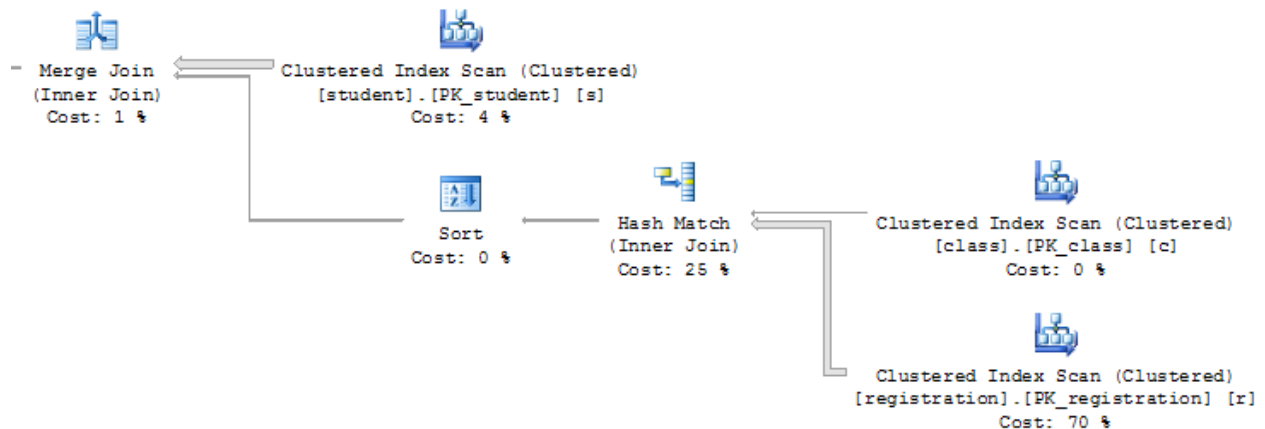 Merge Join
(Inner Join)
Cost: 1 %
Clustered Index Scan (Clustered)
[student].[PK_student] [s]
Cost: 4 %
Sort
Cost: 0 %
Hash Match
(Inner Join)
Cost: 25 %
Clustered Index Scan (Clustered)
[class].[PK_class] [c]
Cost: 0 %
Clustered Index Scan (Clustered)
[registration].[PK_registration] [r]
Cost: 70 %